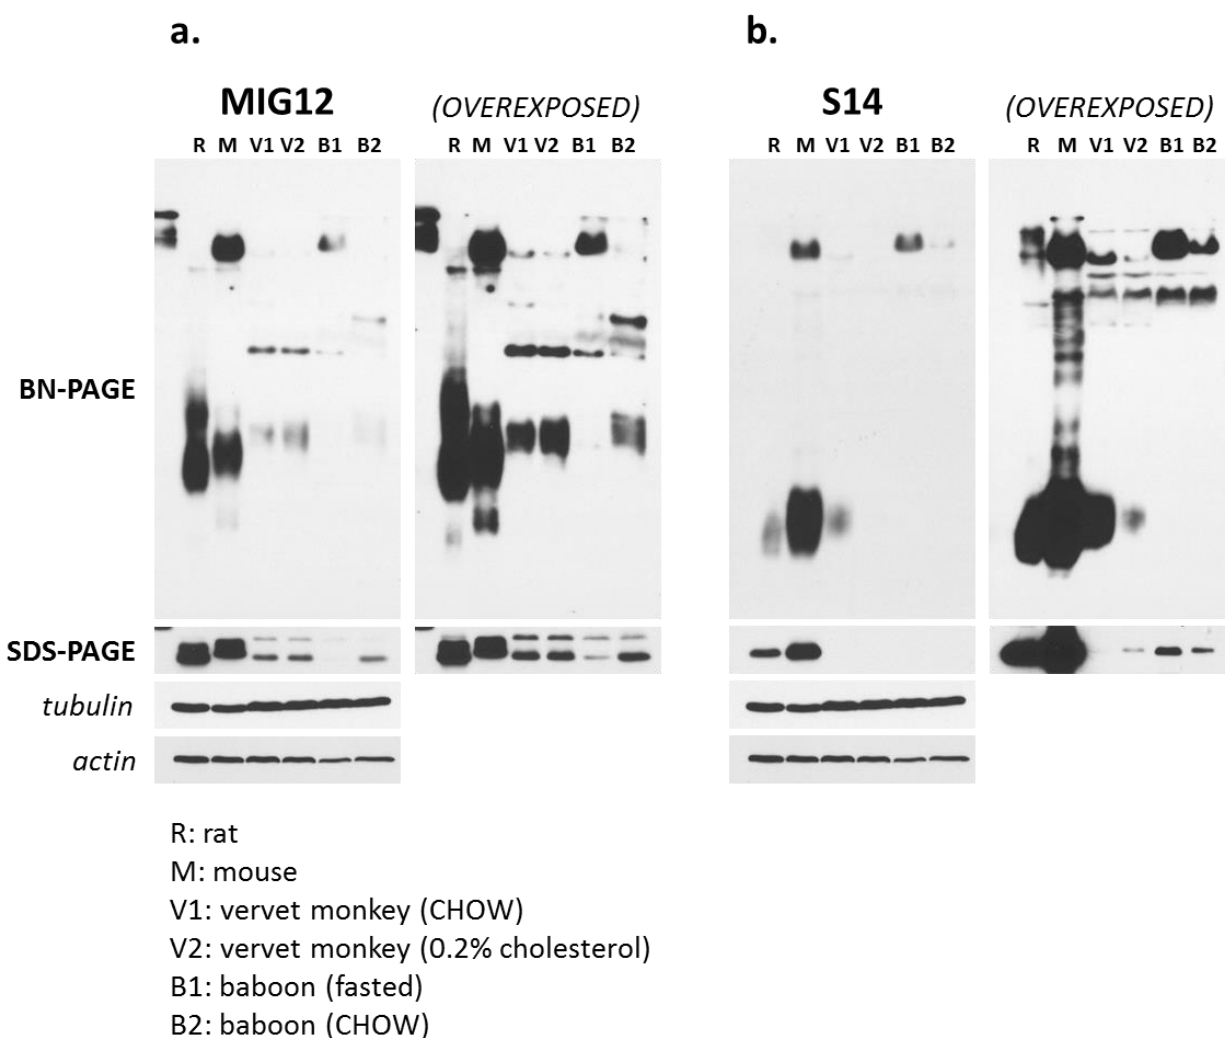 a.
b.
MIG12
(OVEREXPOSED)
S14
(OVEREXPOSED)
R M V1 V2 B1 B2
R M V1 V2 B1 B2
R M V1 V2 B1 B2
R M V1 V2 B1 B2
BN-PAGE
SDS-PAGE
tubulin
actin
R: rat
M: mouse
V1: vervet monkey (CHOW)
V2: vervet monkey (0.2% cholesterol)
B1: baboon (fasted)
B2: baboon (CHOW)